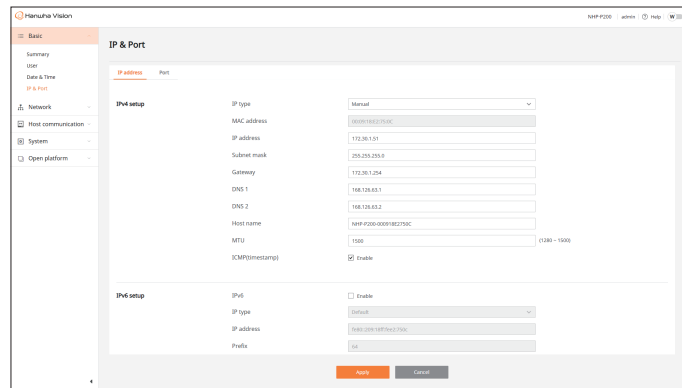 Hanwha Vision
NHP-P200 admin Help W
Basic
Summary
User
Date & Time
IP & Port
Network
Host communication
System
Open platform
IP & Port
IP address Port
IPv4 setup
IP type Manual
MAC address
IP address 172.30.1.51
Subnet mask 255.255.255.0
Gateway 172.30.1.254
DNS 1 168.126.63.1
DNS 2 168.126.63.2
Host name NHP-P200-000918E2750C
MTU 1500 (1280 ~ 1500)
ICMP(timestamp) Enable
IPv6 setup
IPv6 Enable
IP type Default
IP address
Prefix 64
Apply Cancel